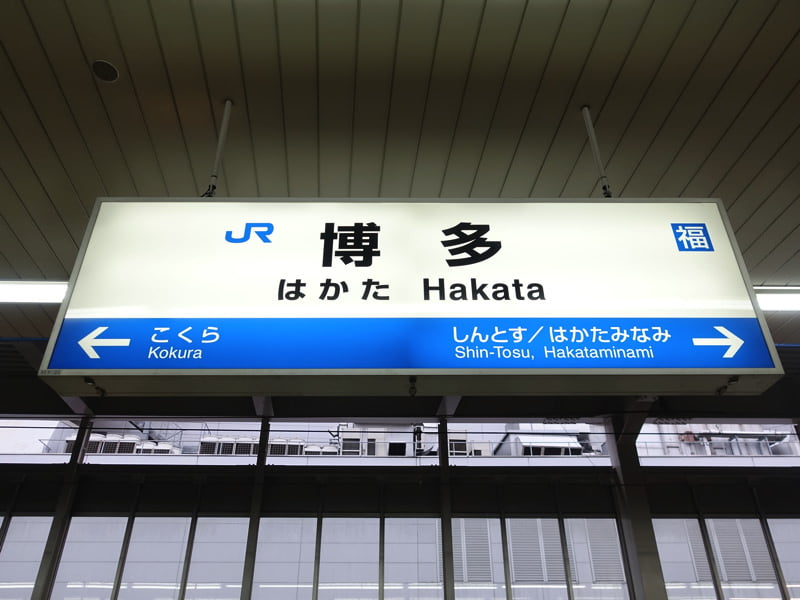 JR 博多 福
はかた Hakata
こくら
Kokura
しんとす/はかたみなみ
Shin-Tosu, Hakataminami